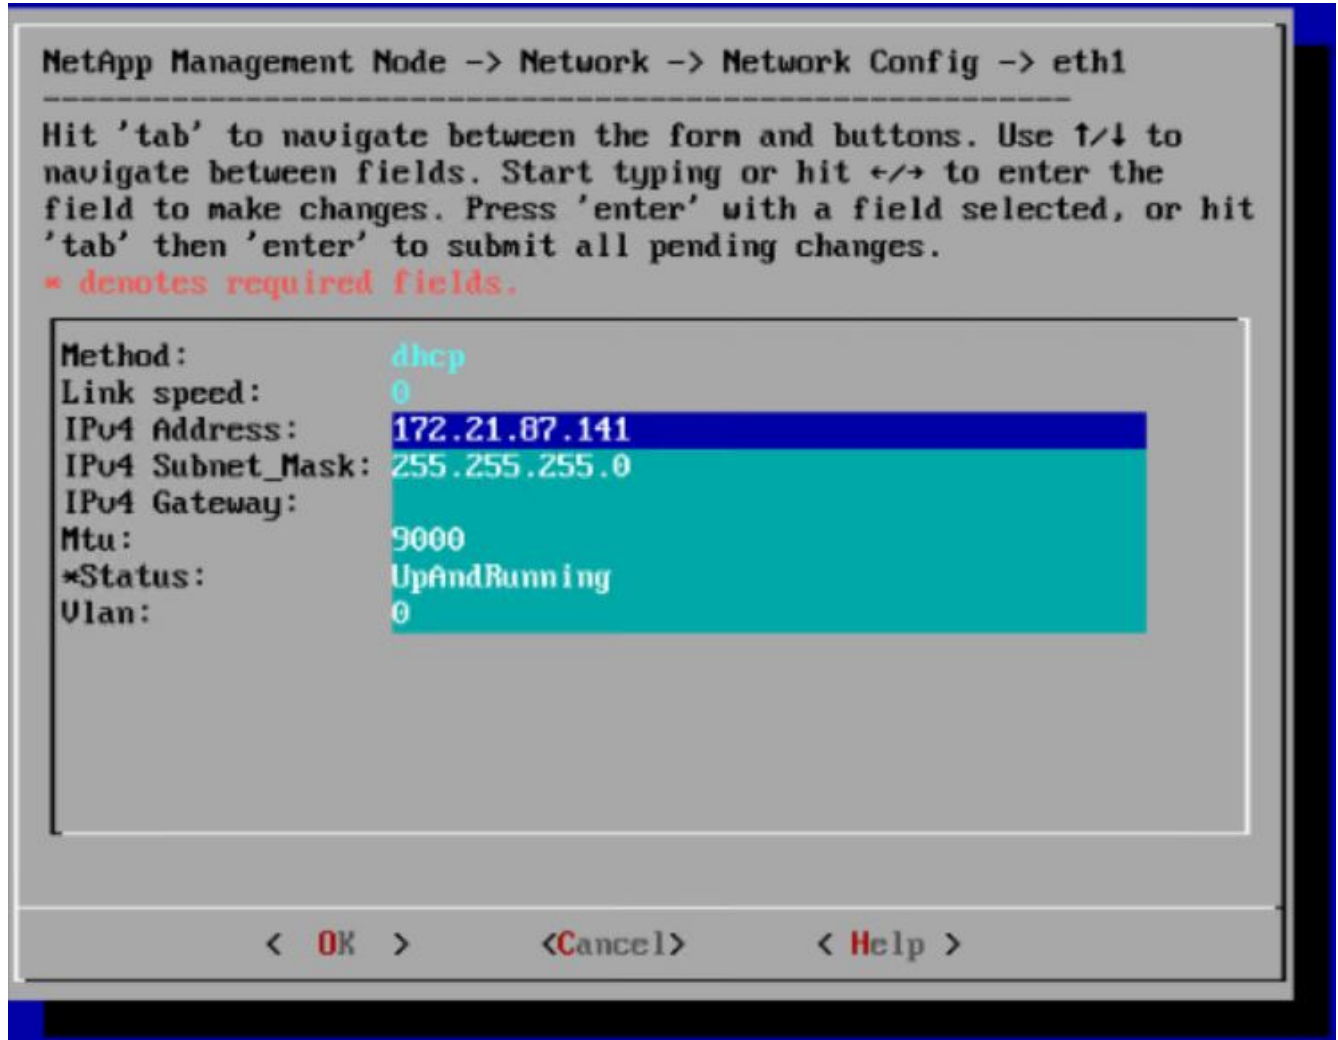 NetApp Management Node -> Network -> Network Config -> eth1
--------------------------------------------------------
Hit 'tab' to navigate between the form and buttons. Use ↑/↓ to
navigate between fields. Start typing or hit ←/→ to enter the
field to make changes. Press 'enter' with a field selected, or hit
'tab' then 'enter' to submit all pending changes.
* denotes required fields.
Method: dhcp
Link speed: 0
IPv4 Address: 172.21.87.141
IPv4 Subnet_Mask: 255.255.255.0
IPv4 Gateway:
Mtu: 9000
*Status: UpAndRunning
Vlan: 0
< OK > <Cancel> < Help >